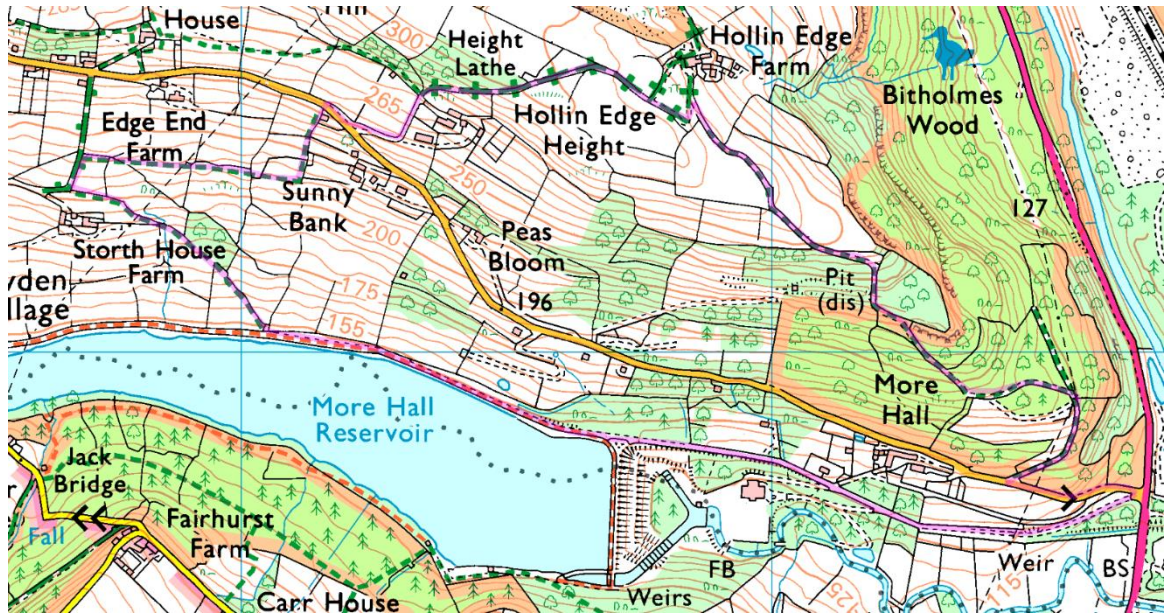 House
300
Height
Lathe
Hollin Edge
Farm
265
Edge End
Farm
Hollin Edge
Height
Bitholmes
Wood
Sunny
Bank
250
127
200
Peas
Bloom
Storth House
Farm
175
Pit
(dis)
155
196
More Hall
Reservoir
More
Hall
Jack
Bridge
Fall
Fairhurst
Farm
Carr House
Weirs
FB
Weir
BS
115
125